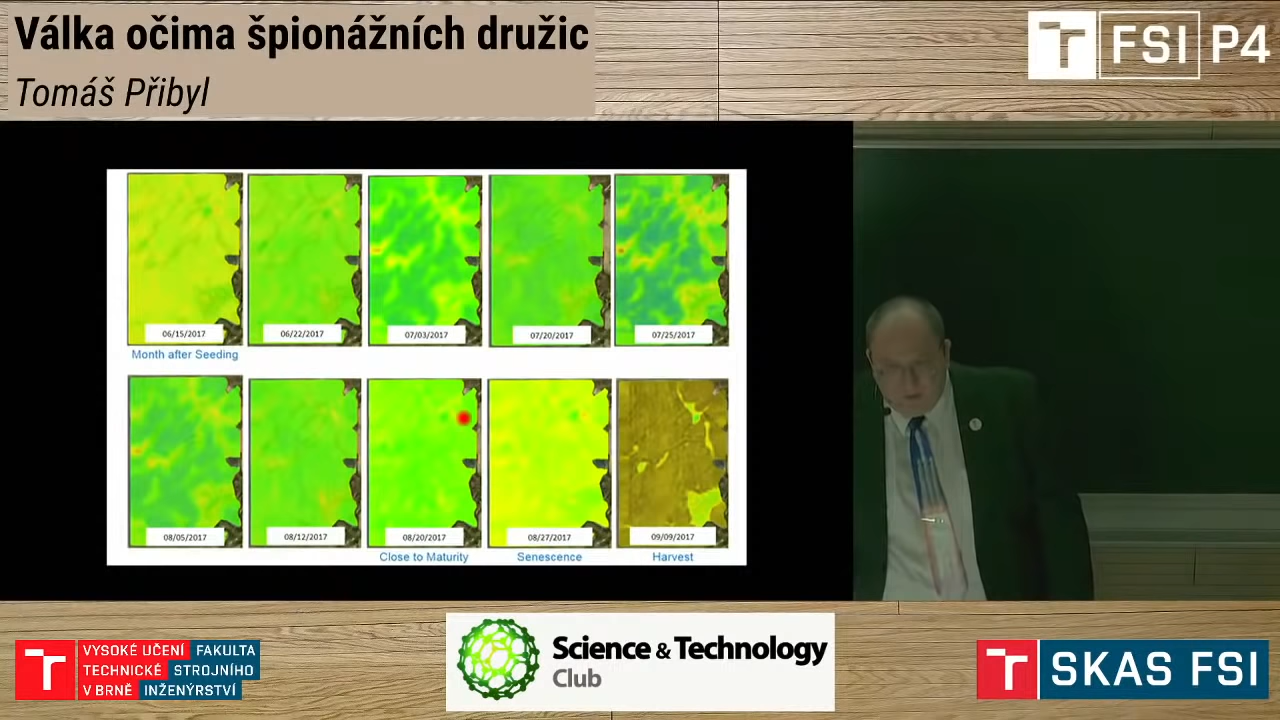 Válka očima špionážních družic
Tomáš Přibyl
FSI P4
06/15/2017
06/22/2017
07/03/2017
07/20/2017
07/25/2017
Month after Seeding
08/05/2017
08/12/2017
08/20/2017
08/27/2017
09/09/2017
Close to Maturity
Senescence
Harvest
VYSOKÉ UČENÍ FAKULTA
TECHNICKÉ STROJNÍHO
V BRNĚ INŽENÝRSTVÍ
Science & Technology
Club
SKAS FSI